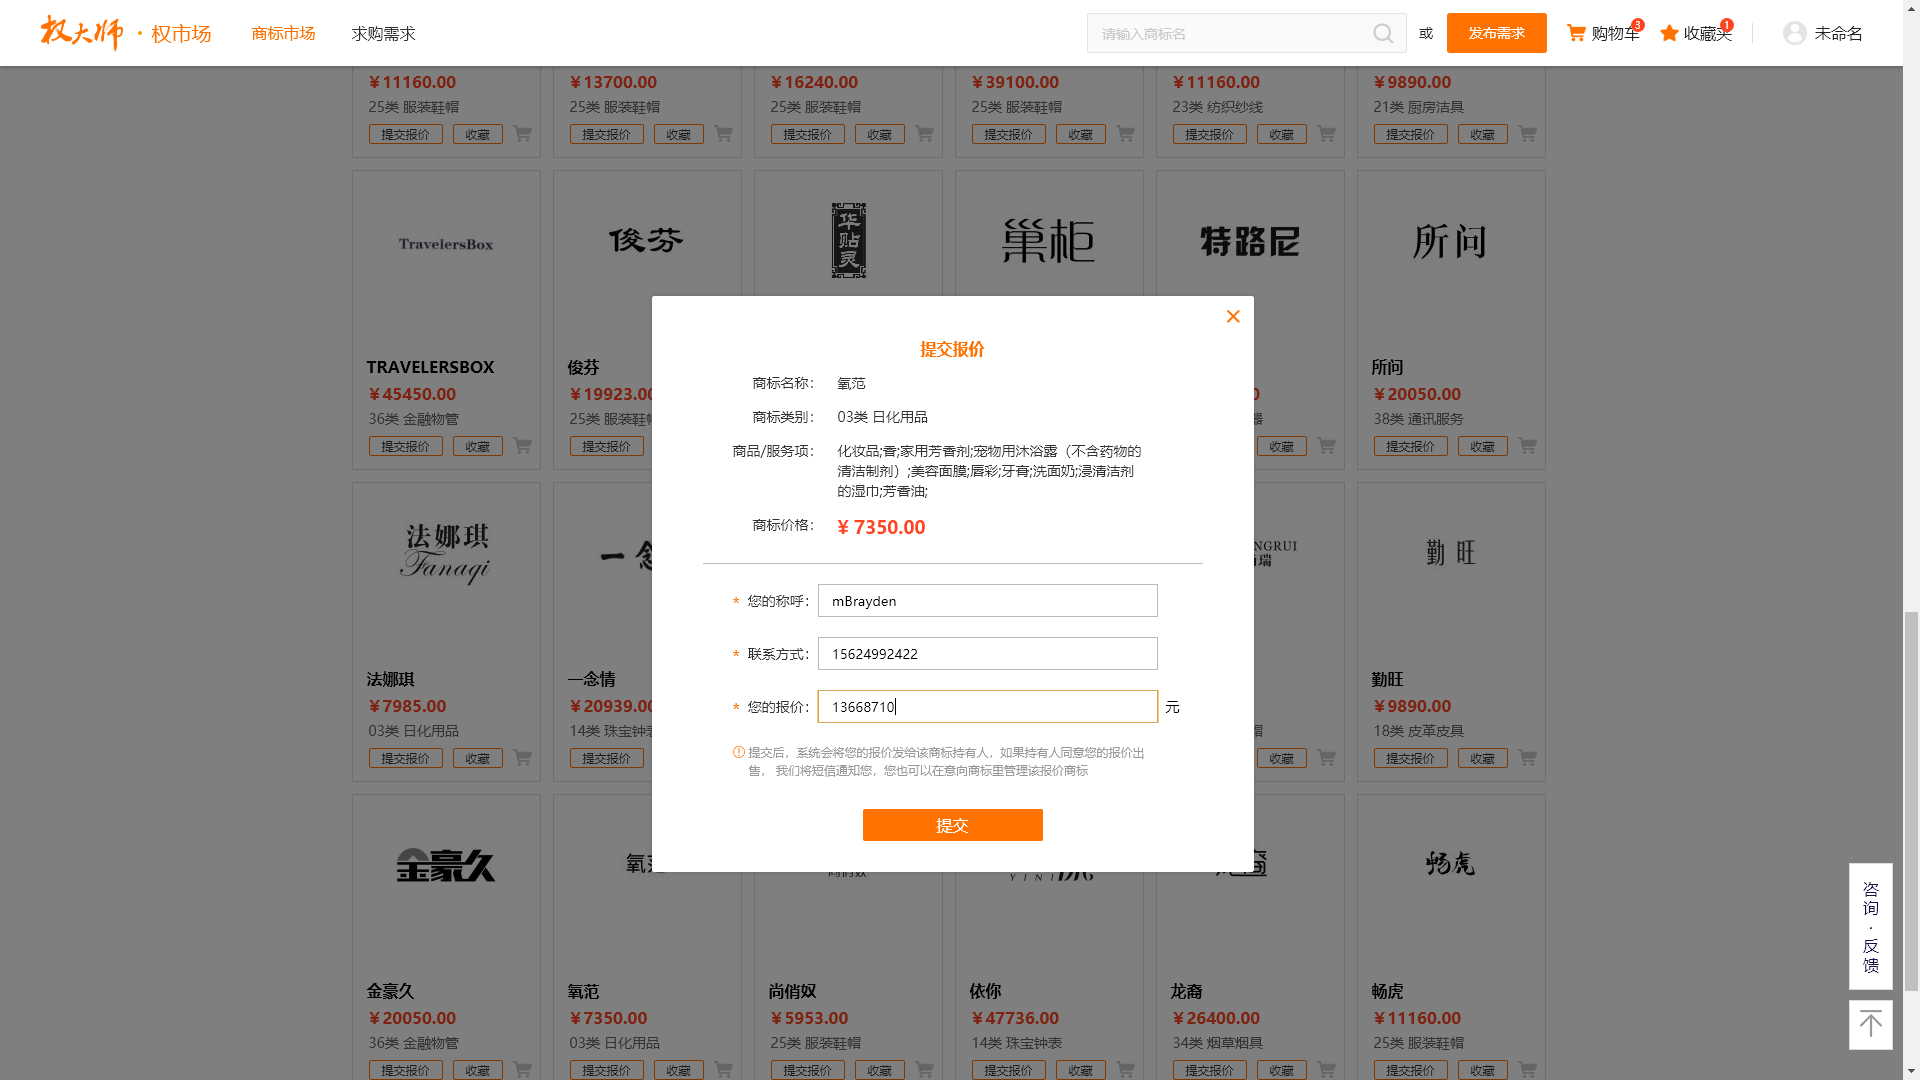 权大师 · 权市场 商标市场 求购需求 请输入商标名 或 发布需求 购物车 3 收藏夹 1 未命名
￥11160.00 ￥13700.00 ￥16240.00 ￥39100.00 ￥11160.00 ￥9890.00
25类 服装鞋帽 25类 服装鞋帽 25类 服装鞋帽 25类 服装鞋帽 23类 纺织纱线 21类 厨房洁具
提交报价 收藏 提交报价 收藏 提交报价 收藏 提交报价 收藏 提交报价 收藏 提交报价 收藏
TravelersBox 俊芬 华贴灵 巢柜 特路尼 所问
TRAVELERSBOX 俊芬 所问
￥45450.00 ￥19923.0 ￥20050.00
36类 金融物管 25类 服装鞋 38类 通讯服务
提交报价 收藏 提交报价 收藏 提交报价 收藏
提交报价
商标名称： 氧范
商标类别： 03类 日化用品
商品/服务项： 化妆品;香;家用芳香剂;宠物用沐浴露（不含药物的
清洁制剂）;美容面膜;唇彩;牙膏;洗面奶;浸清洁剂
的湿巾;芳香油;
商标价格： ¥ 7350.00
* 您的称呼： mBrayden
* 联系方式： 15624992422
* 您的报价： 13668710 元
提交后，系统会将您的报价发给该商标持有人，如果持有人同意您的报价出
售， 我们将短信通知您，您也可以在意向商标里管理该报价商标
提交
法娜琪 一念 NGRUI 勤旺
Fanaqi 瑞
法娜琪 一念情 勤旺
￥7985.00 ￥20939.0 ￥9890.00
03类 日化用品 14类 珠宝钟 18类 皮革皮具
提交报价 收藏 提交报价 收藏 提交报价 收藏
金豪久 氧 畅虎
金豪久 氧范 尚俏奴 依你 龙裔 畅虎
￥20050.00 ￥7350.00 ￥5953.00 ￥47736.00 ￥26400.00 ￥11160.00
36类 金融物管 03类 日化用品 25类 服装鞋帽 14类 珠宝钟表 34类 烟草烟具 25类 服装鞋帽
提交报价 收藏 提交报价 收藏 提交报价 收藏 提交报价 收藏 提交报价 收藏 提交报价 收藏
咨
询
·
反
馈